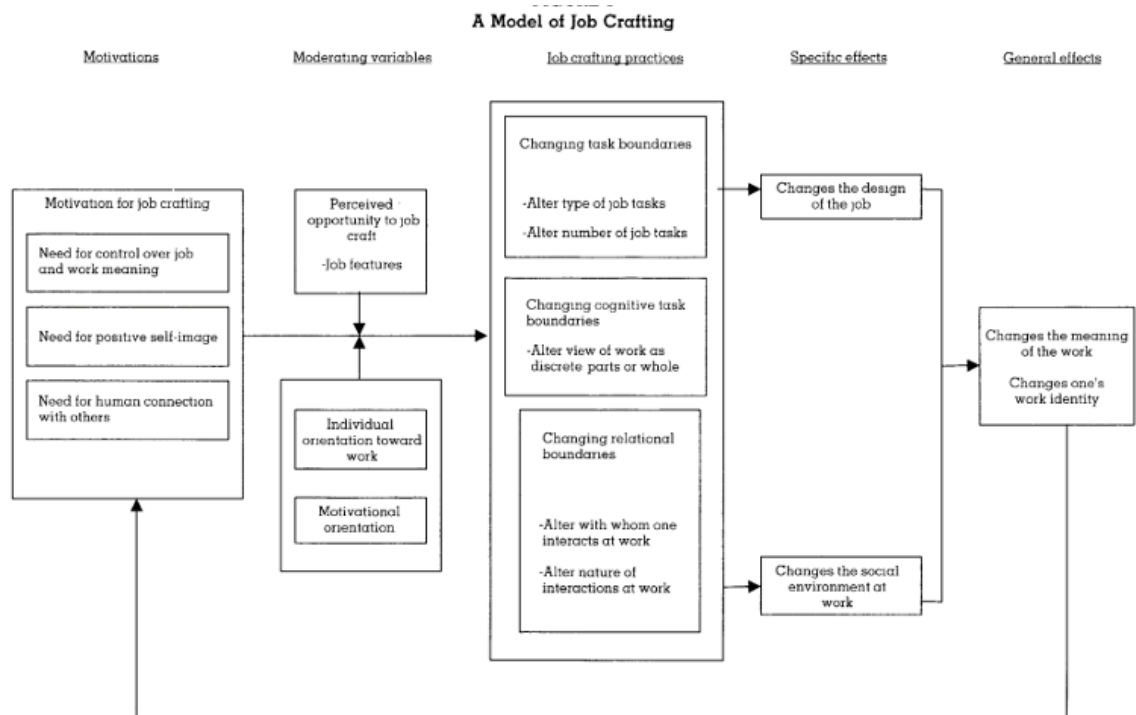 A Model of Job Crafting
Motivations
Moderating variables
Job crafting practices
Specific effects
General effects
Motivation for job crafting
Need for control over job
and work meaning
Need for positive self-image
Need for human connection
with others
Perceived
opportunity to job
craft
-Job features
Individual
orientation toward
work
Motivational
orientation
Changing task boundaries
-Alter type of job tasks
-Alter number of job tasks
Changing cognitive task
boundaries
-Alter view of work as
discrete parts or whole
Changing relational
boundaries
-Alter with whom one
interacts at work
-Alter nature of
interactions at work
Changes the design
of the job
Changes the social
environment at
work
Changes the meaning
of the work
Changes one's
work identity